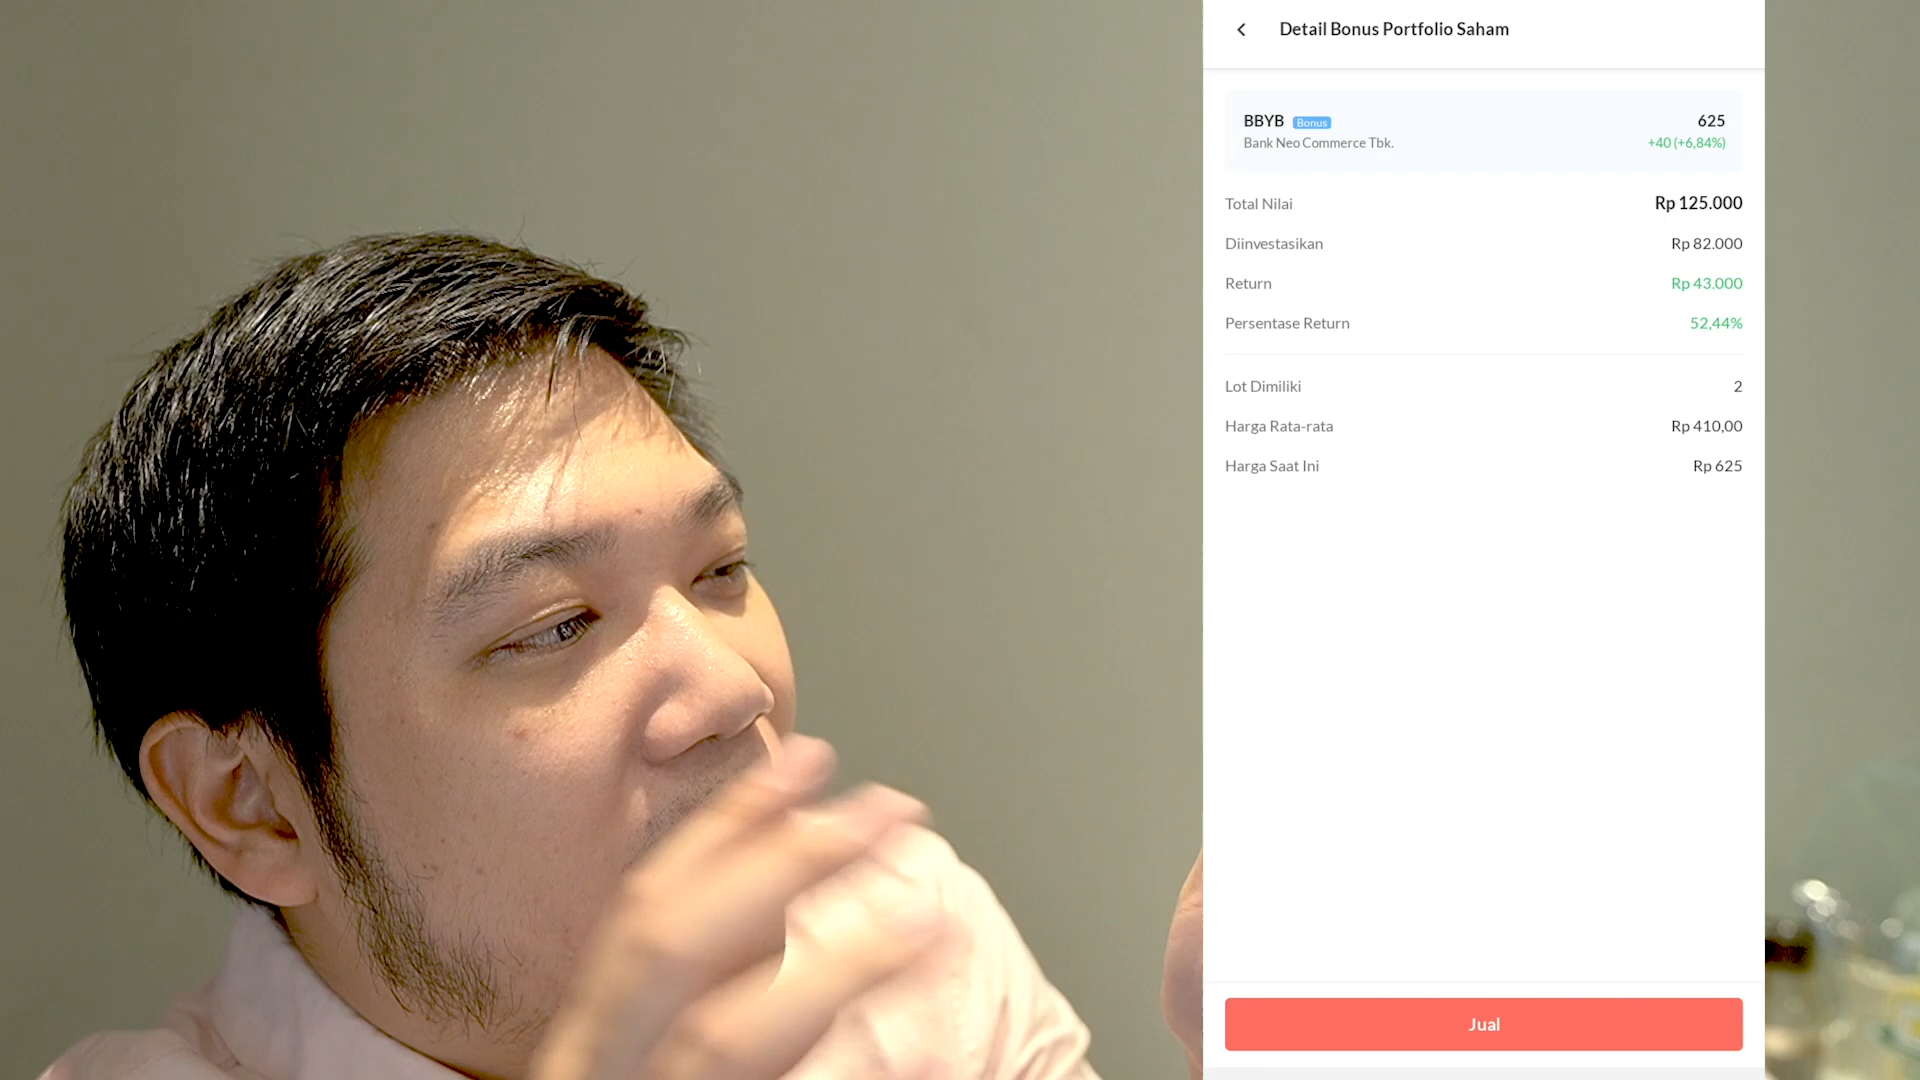 Detail Bonus Portfolio Saham
BBYB Bonus 625
Bank Neo Commerce Tbk. +40 (+6,84%)
Total Nilai Rp 125.000
Diinvestasikan Rp 82.000
Return Rp 43.000
Persentase Return 52,44%
Lot Dimiliki 2
Harga Rata-rata Rp 410,00
Harga Saat Ini Rp 625
Jual